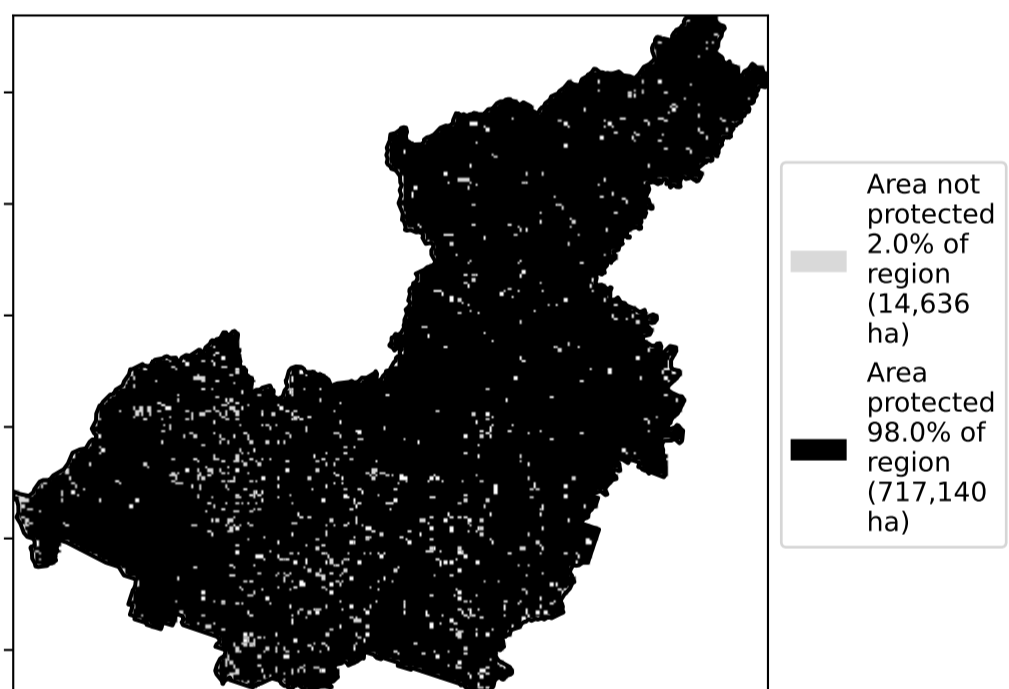 Area not
protected
2.0% of
region
(14,636
ha)
Area
protected
98.0% of
region
(717,140
ha)